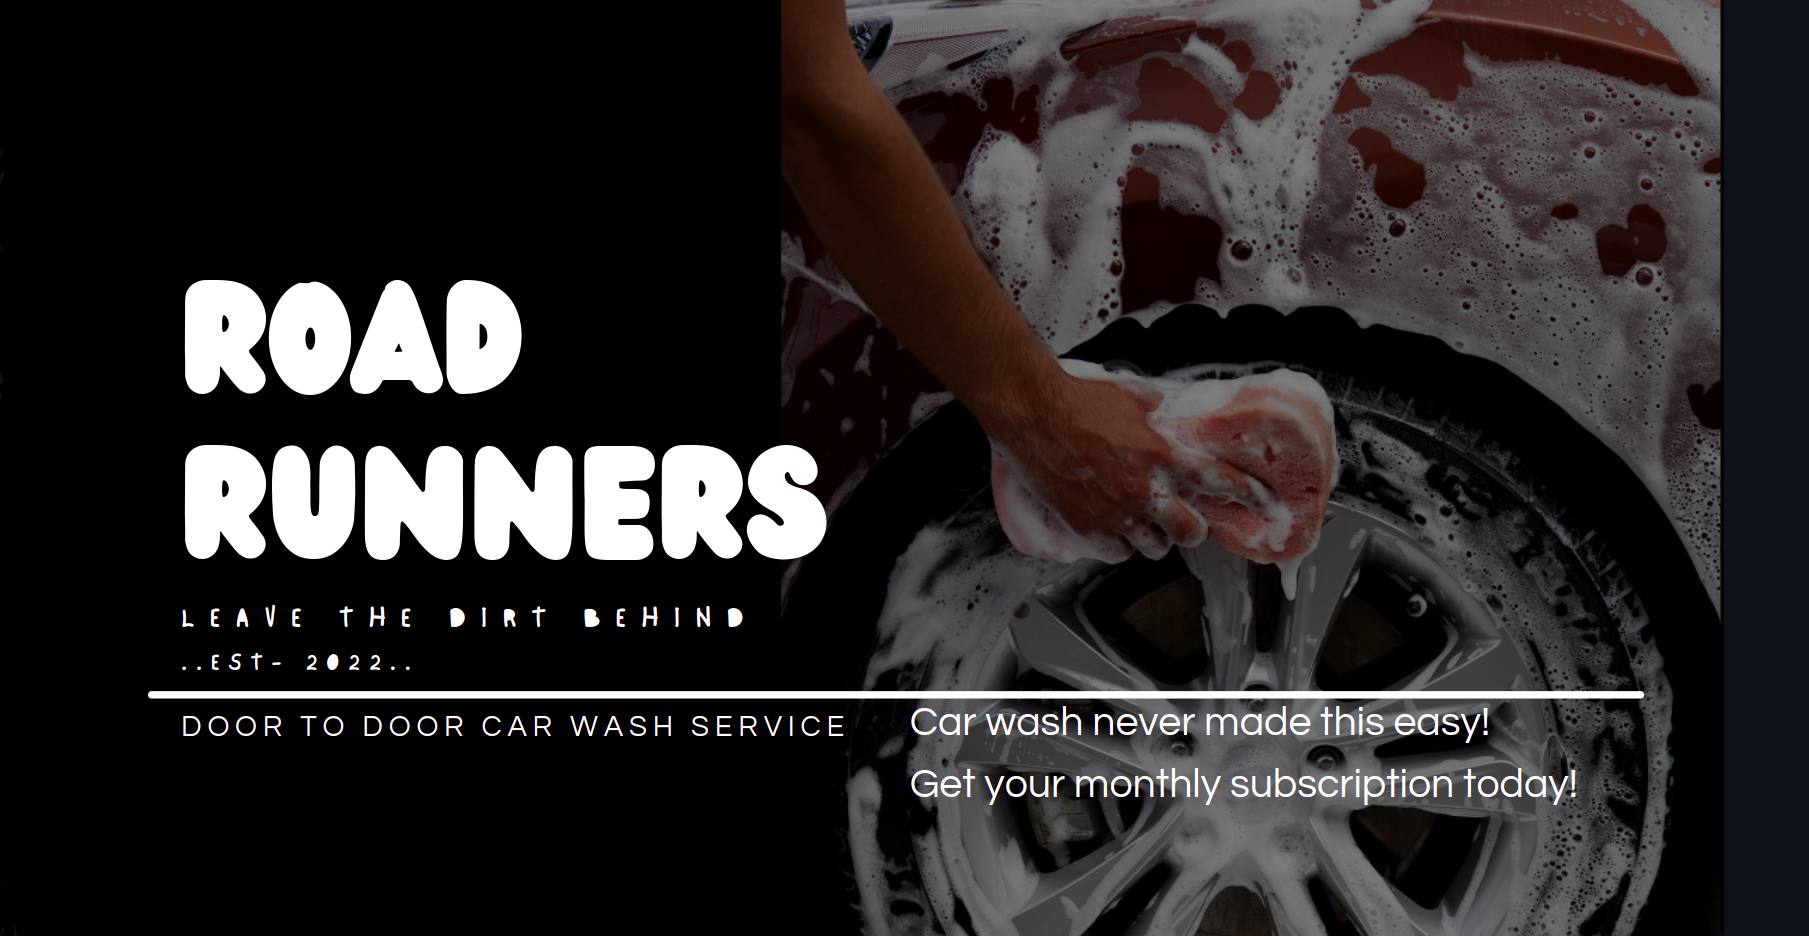 ROAD
RUNNERS
LEAVE THE DIRT BEHIND
..EST- 2022..
DOOR TO DOOR CAR WASH SERVICE
Car wash never made this easy!
Get your monthly subscription today!